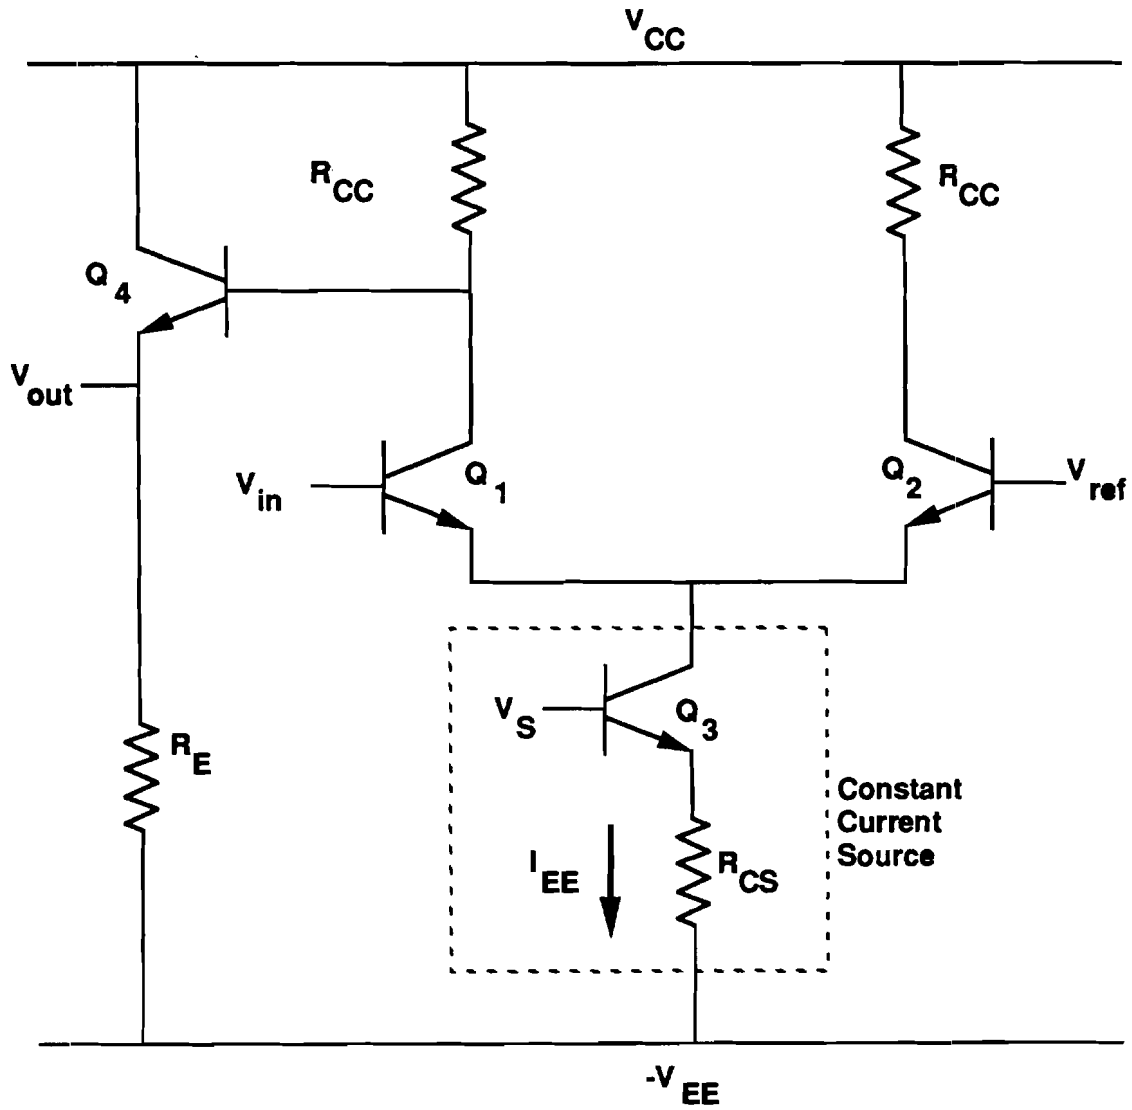 VCC
RCC
RCC
Q4
Vout
Vin
Q1
Q2
Vref
VS
Q3
RE
Constant
Current
Source
IEE
RCS
-VEE